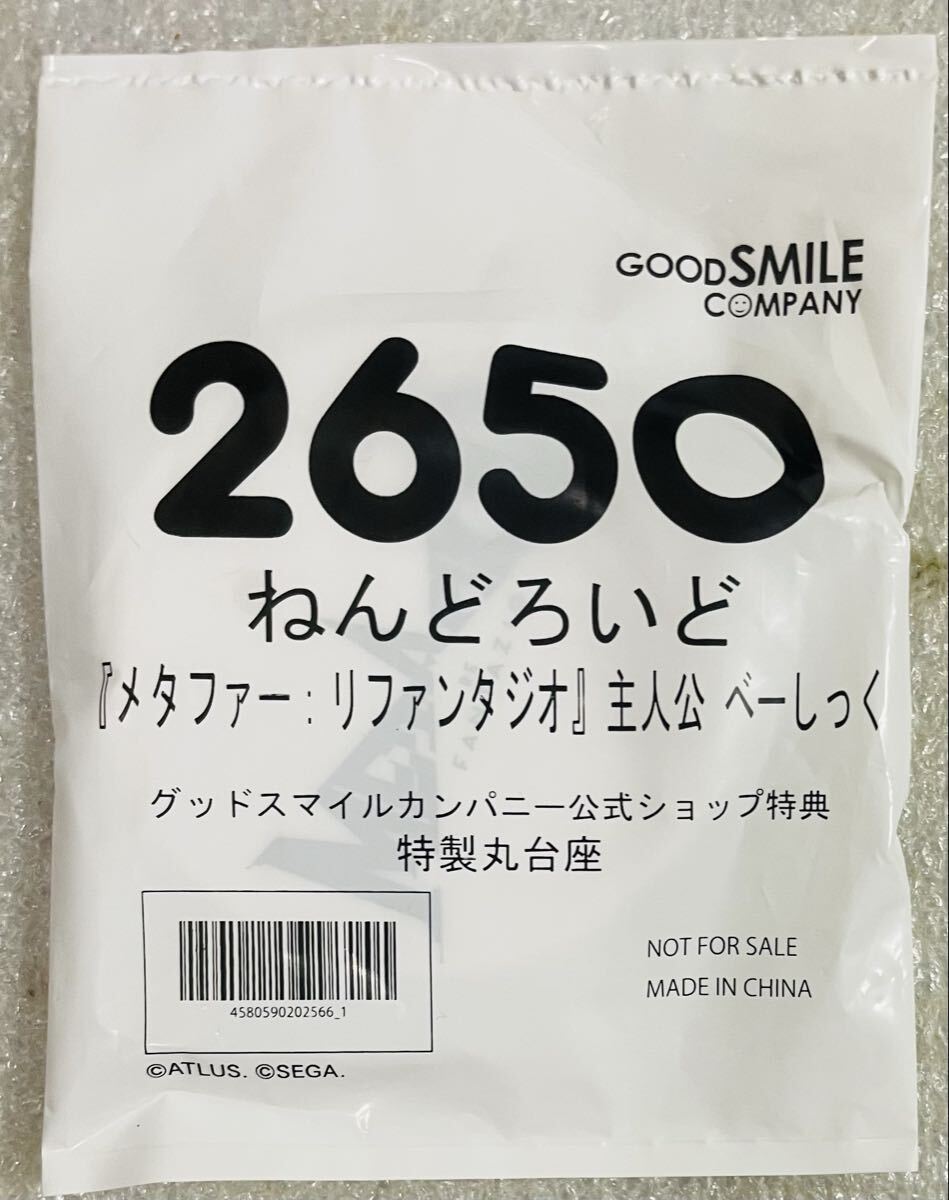 GOODSMILE
COMPANY
2650
ねんどろいど
『メタファー：リファンタジオ』主人公 べーしっく
グッドスマイルカンパニー公式ショップ特典
特製丸台座
4580590202566_1
NOT FOR SALE
MADE IN CHINA
©ATLUS. ©SEGA.